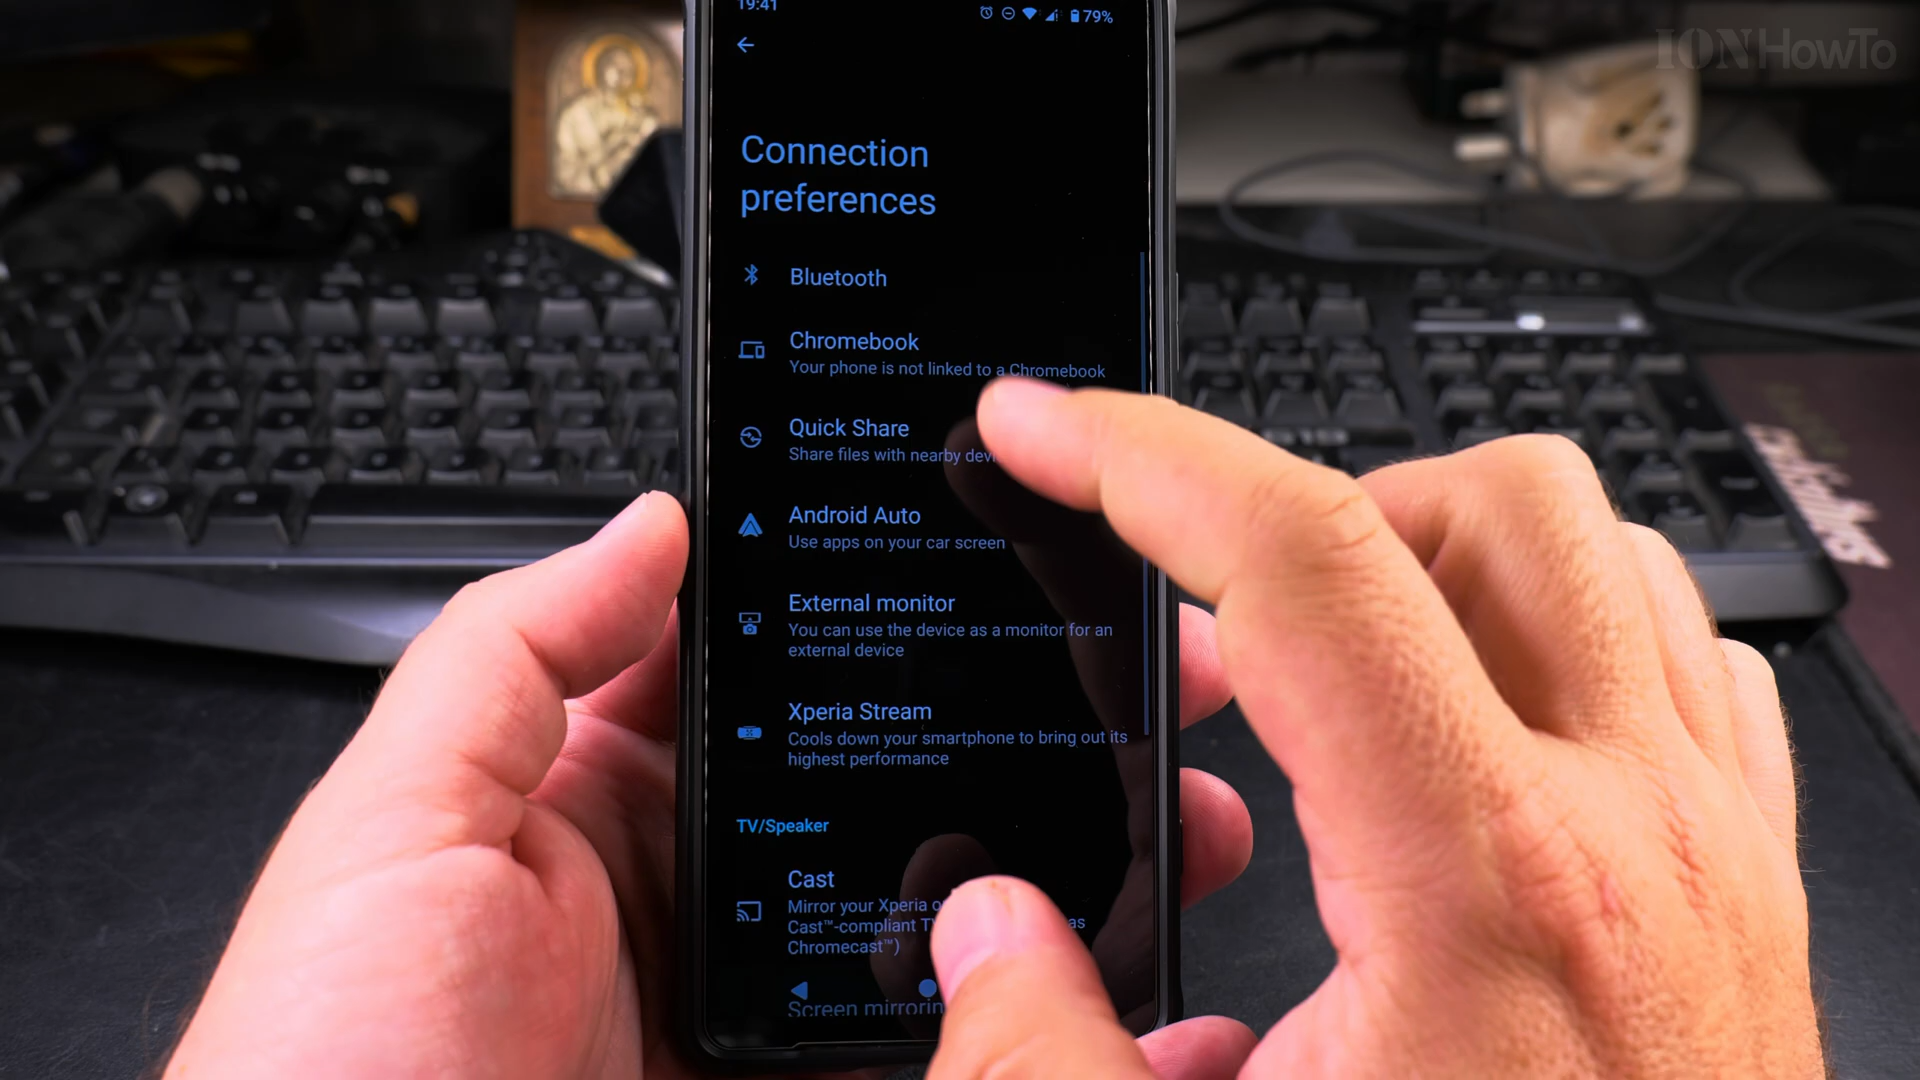 19:41
79%
IONHowTo
Connection
preferences
Bluetooth
Chromebook
Your phone is not linked to a Chromebook
Quick Share
Share files with nearby
Android Auto
Use apps on your car screen
External monitor
You can use the device as a monitor for an
external device
Xperia Stream
Cools down your smartphone to bring out its
highest performance
TV/Speaker
Cast
Mirror your Xperia
Cast™-compliant as
Chromecast™)
Screen